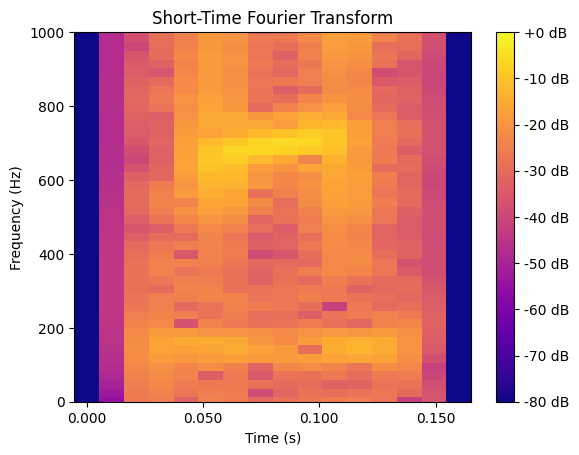 Short-Time Fourier Transform
1000
800
600
400
200
0
Frequency (Hz)
0.000
0.050
0.100
0.150
Time (s)
+0 dB
-10 dB
-20 dB
-30 dB
-40 dB
-50 dB
-60 dB
-70 dB
-80 dB